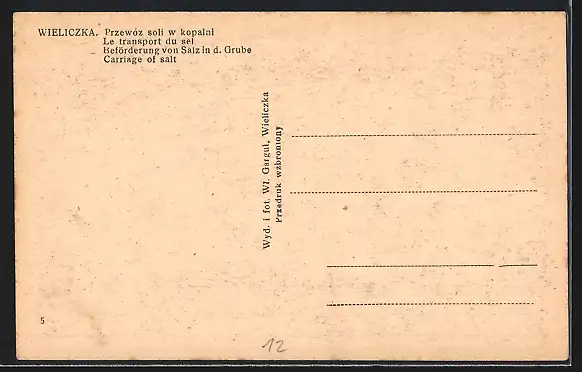 WIELICZKA. Przewóz soli w kopalni
Le transport du sel
Beförderung von Salz in d. Grube
Carriage of salt
Wyd. i fot. Wł. Gargul, Wieliczka
Przedruk wzbroniony
5
12